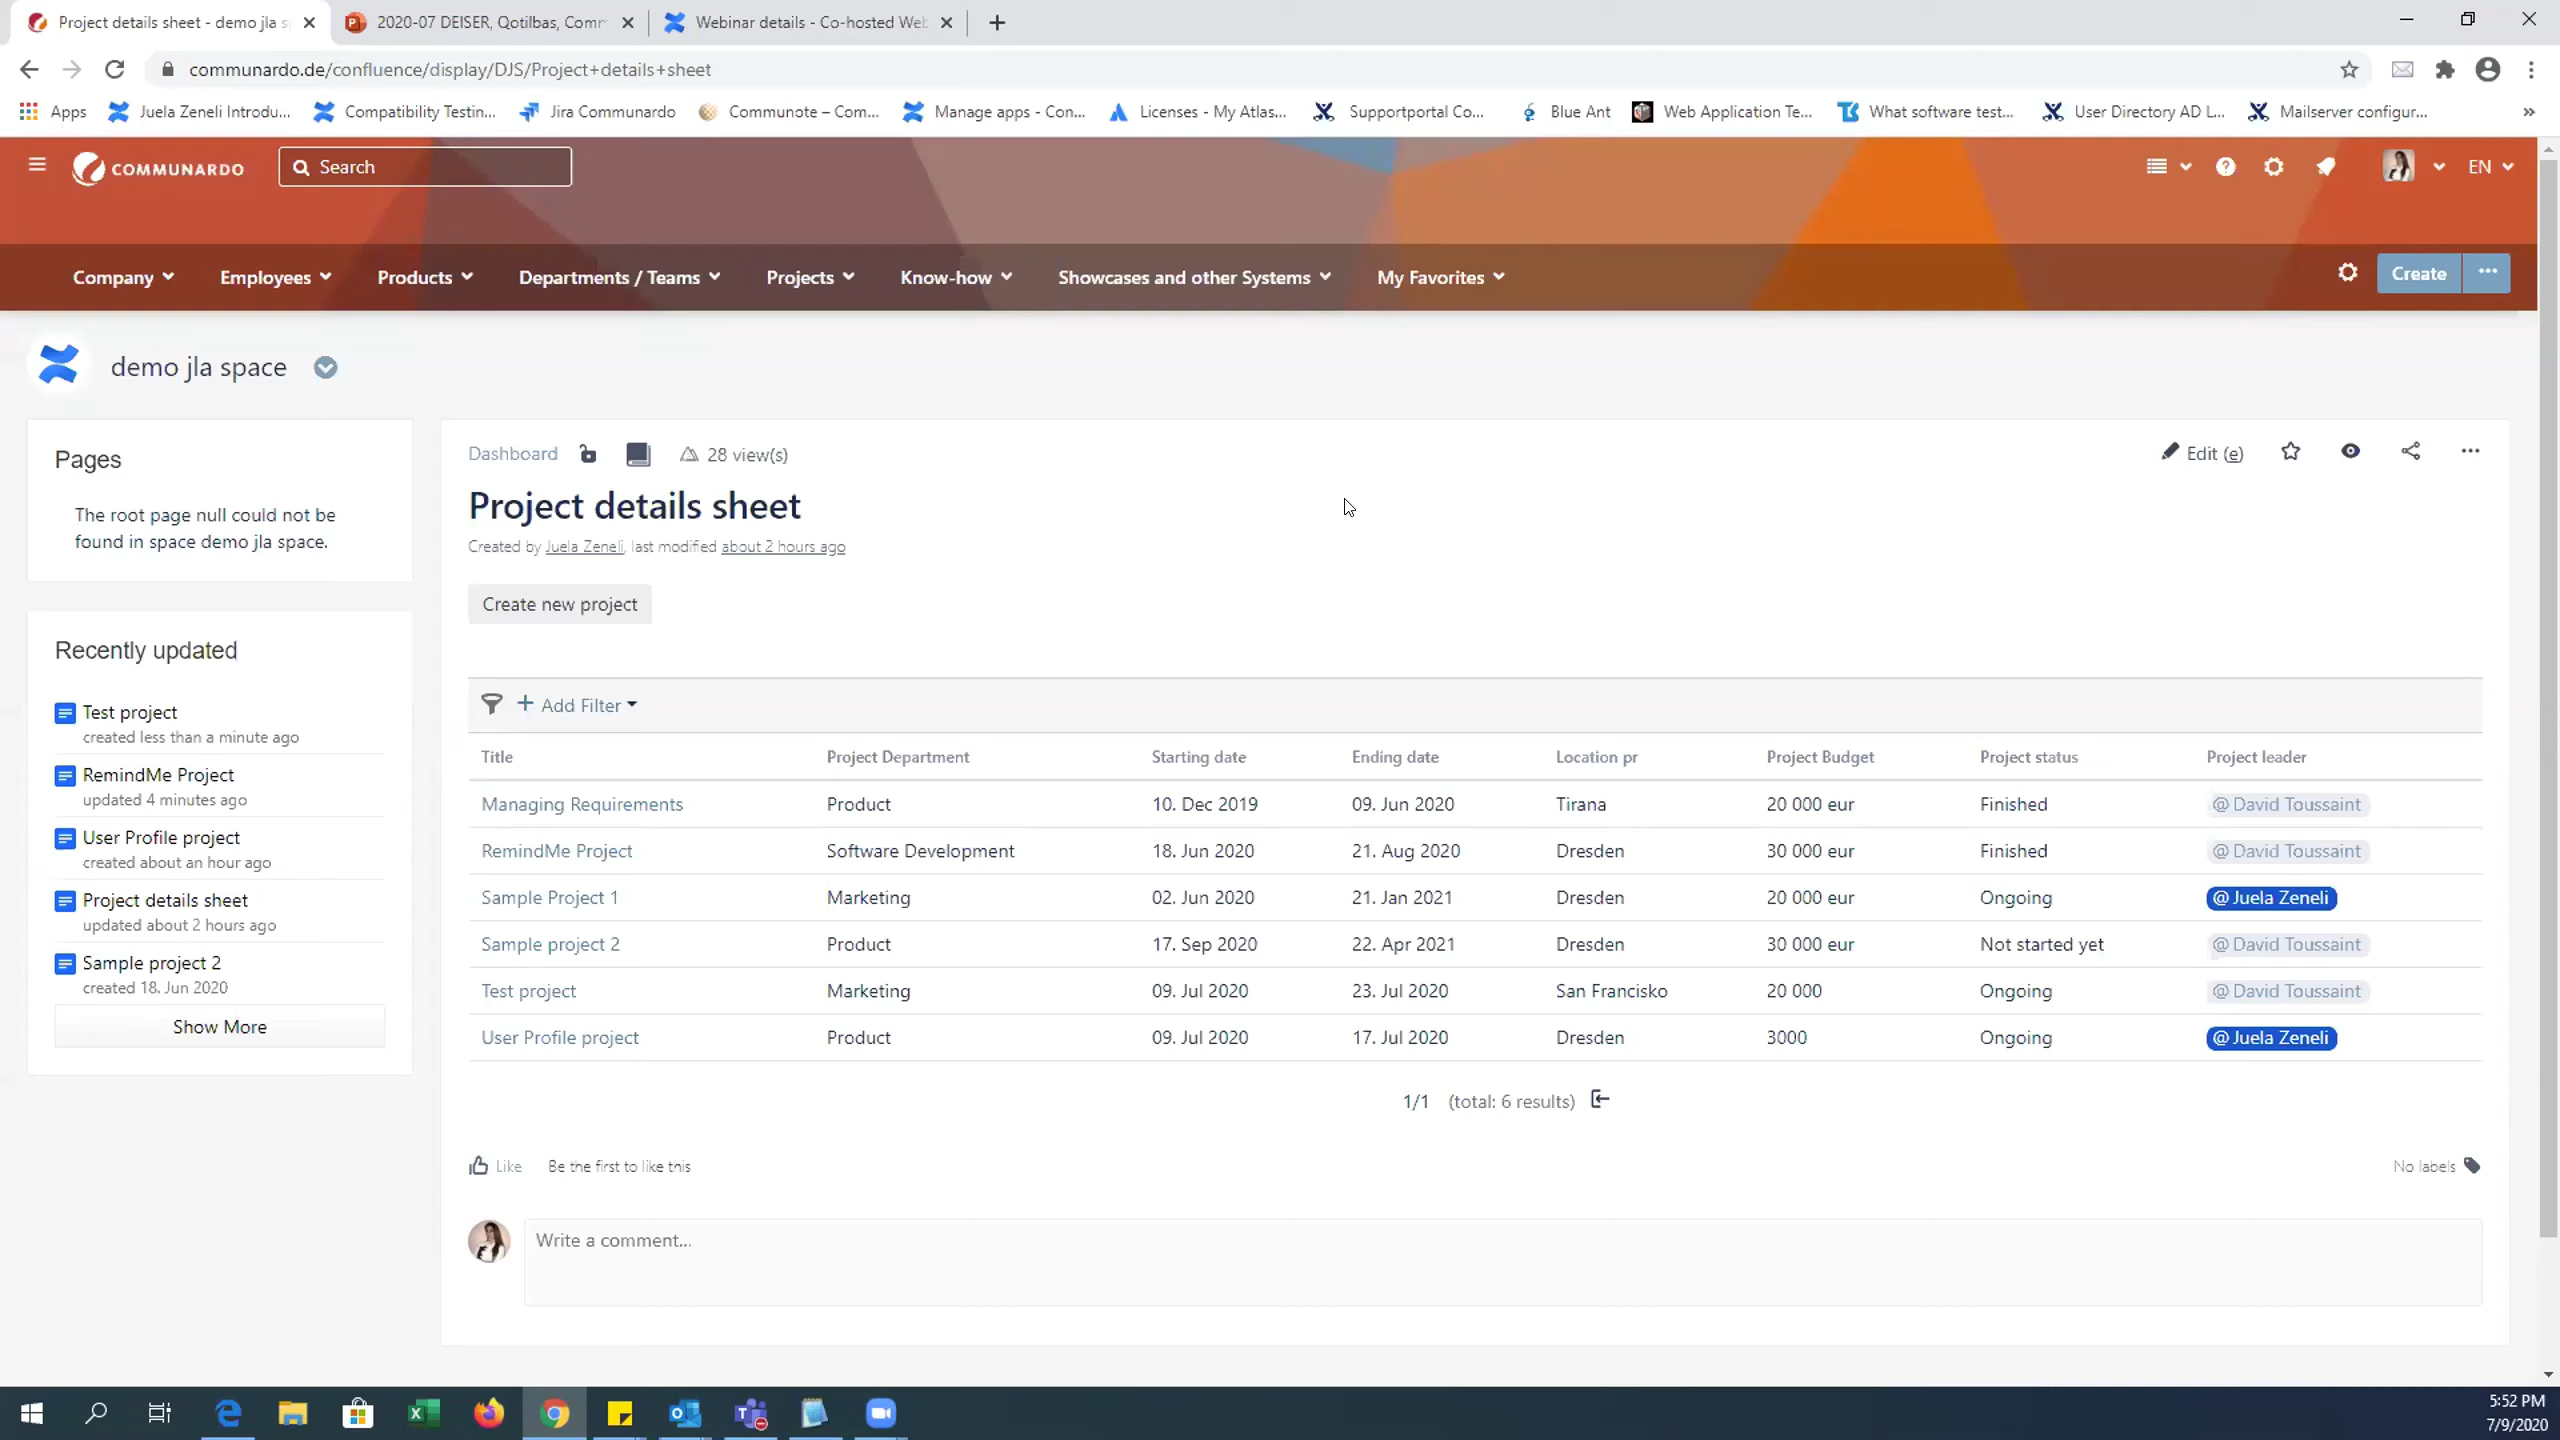 Project details sheet - demo jla s
2020-07 DEISER, Qotilbas, Comm
Webinar details - Co-hosted Web
communardo.de/confluence/display/DJS/Project+details+sheet
Apps
Juela Zeneli Introdu...
Compatibility Testin...
Jira Communardo
Communote – Com...
Manage apps - Con...
Licenses - My Atlas...
Supportportal Co...
Blue Ant
Web Application Te...
What software test...
User Directory AD L...
Mailserver configur...
»
COMMUNARDO
Search
EN
Company
Employees
Products
Departments / Teams
Projects
Know-how
Showcases and other Systems
My Favorites
Create
demo jla space
Pages
The root page null could not be
found in space demo jla space.
Recently updated
Test project
created less than a minute ago
RemindMe Project
updated 4 minutes ago
User Profile project
created about an hour ago
Project details sheet
updated about 2 hours ago
Sample project 2
created 18. Jun 2020
Show More
Dashboard 28 view(s)
Edit (e)
Project details sheet
Created by Juela Zeneli, last modified about 2 hours ago
Create new project
+ Add Filter
Title Project Department Starting date Ending date Location pr Project Budget Project status Project leader
Managing Requirements Product 10. Dec 2019 09. Jun 2020 Tirana 20 000 eur Finished @ David Toussaint
RemindMe Project Software Development 18. Jun 2020 21. Aug 2020 Dresden 30 000 eur Finished @ David Toussaint
Sample Project 1 Marketing 02. Jun 2020 21. Jan 2021 Dresden 20 000 eur Ongoing @ Juela Zeneli
Sample project 2 Product 17. Sep 2020 22. Apr 2021 Dresden 30 000 eur Not started yet @ David Toussaint
Test project Marketing 09. Jul 2020 23. Jul 2020 San Francisko 20 000 Ongoing @ David Toussaint
User Profile project Product 09. Jul 2020 17. Jul 2020 Dresden 3000 Ongoing @ Juela Zeneli
1/1 (total: 6 results)
Like Be the first to like this
No labels
Write a comment...
5:52 PM
7/9/2020